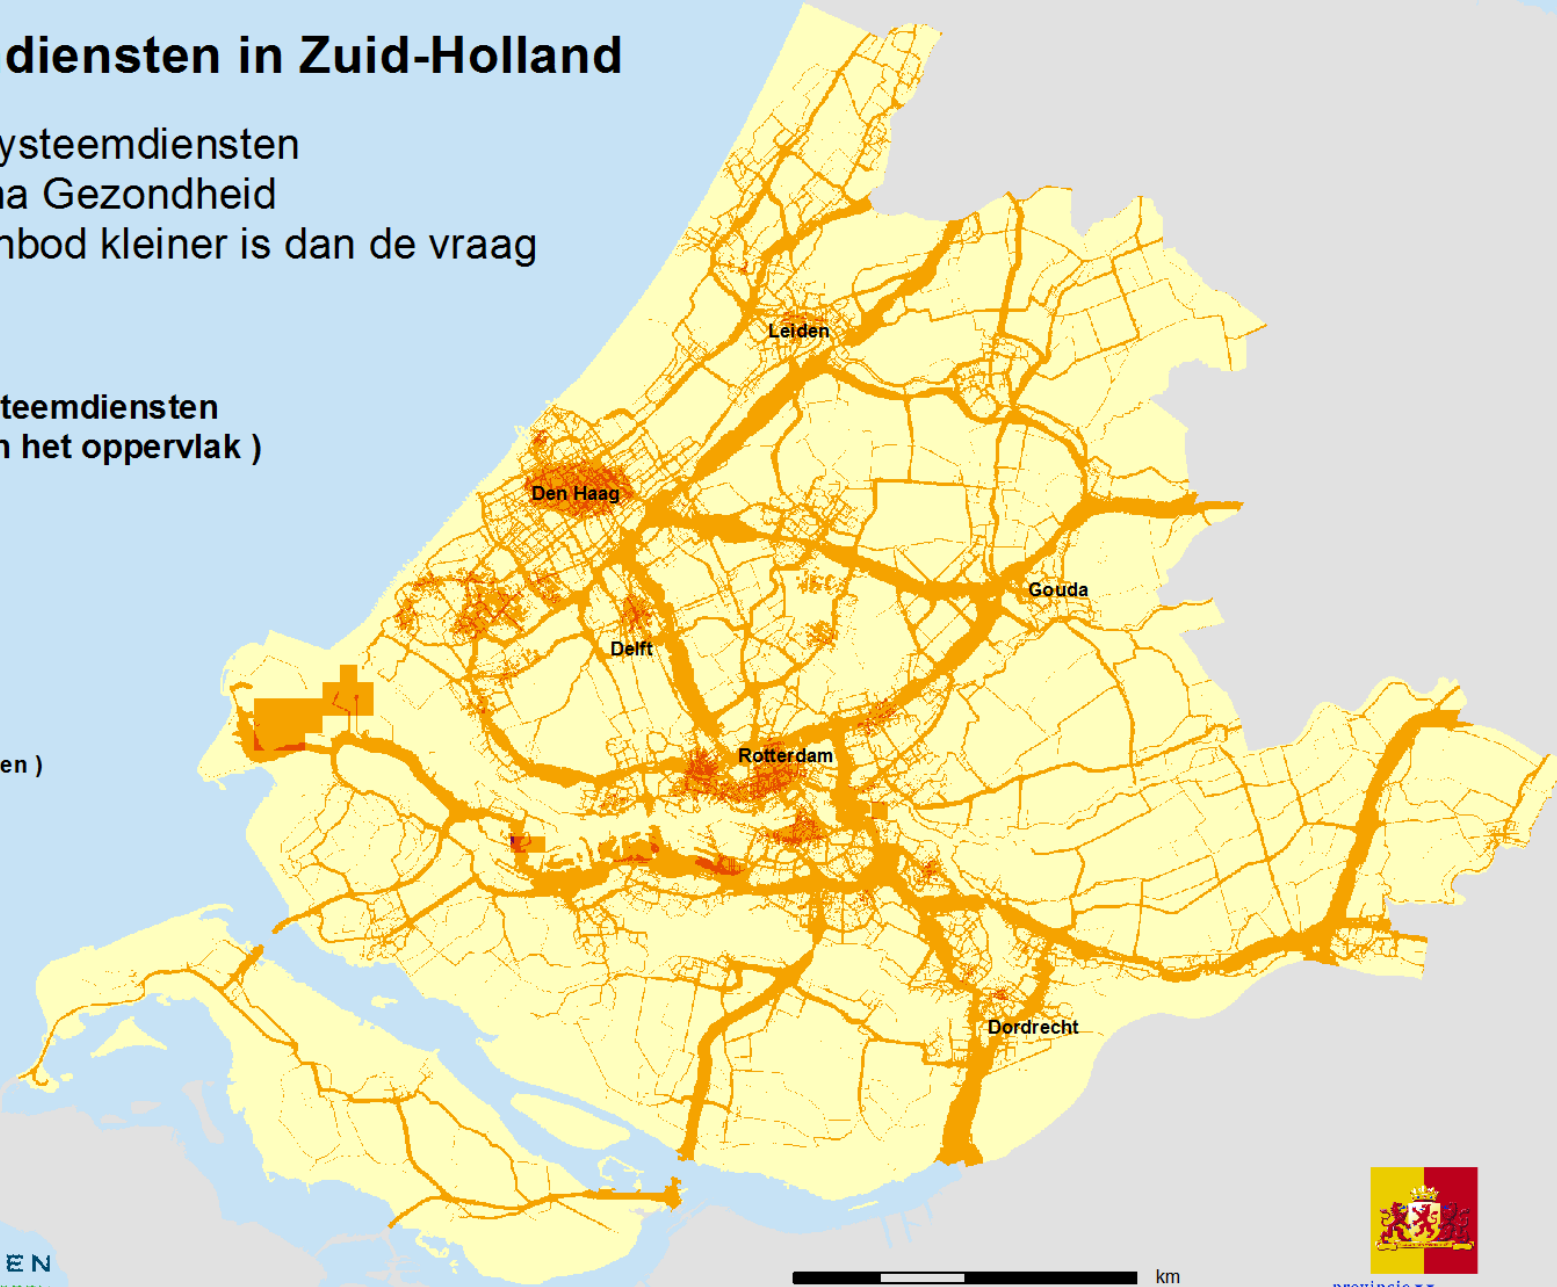 diensten in Zuid-Holland
ysteemdiensten
na Gezondheid
nbod kleiner is dan de vraag
teemdiensten
n het oppervlak )
en )
Leiden
Den Haag
Gouda
Delft
Rotterdam
Dordrecht
EN
km